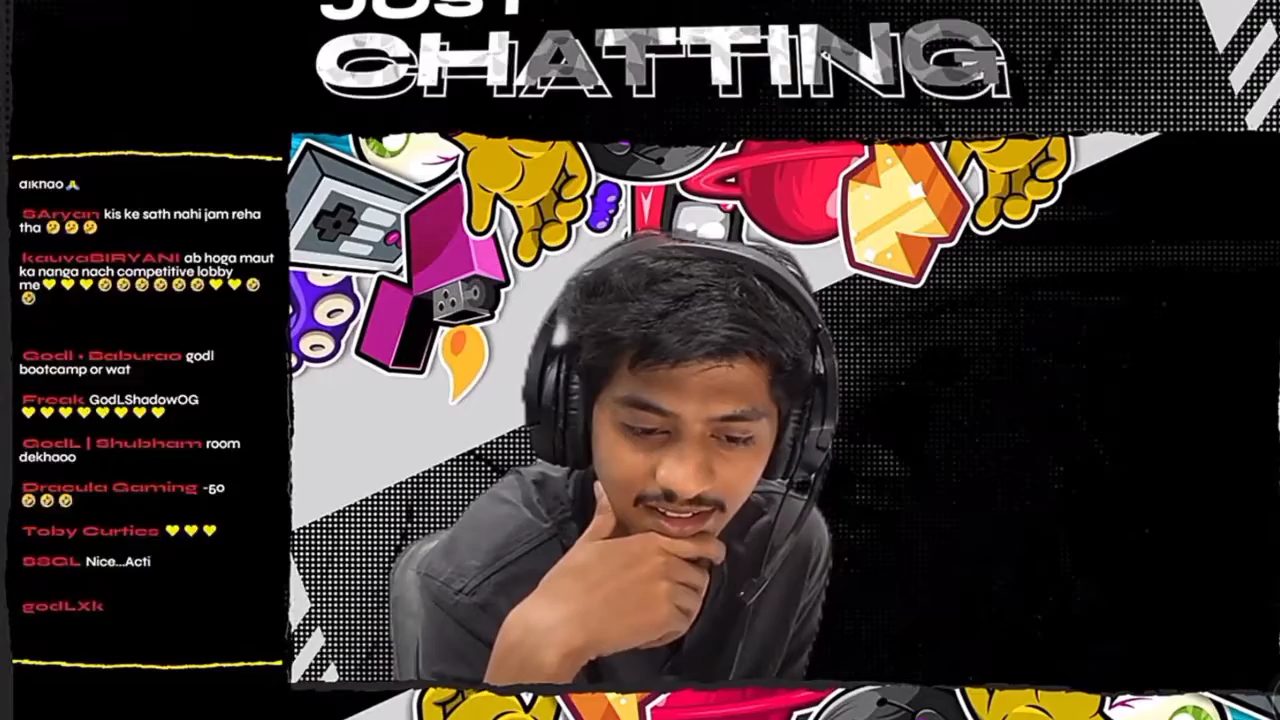 JUST
CHATTING
dikhao 🙏
SAryan kis ke sath nahi jam reha
tha 🤣 🤣 🤣
kauvaBIRYANI ab hoga maut
ka nanga nach competitive lobby
me💛💛💛🤣🤣🤣🤣🤣🤣💛💛🤣
🤣
Godl • Baburao godl
bootcamp or wat
Freak GodLShadowOG
💛💛💛💛💛💛💛💛
GodL | Shubham room
dekhaoo
Dracula Gaming -50
🤣🤣🤣
Toby Curties 💛 💛 💛
SSGL Nice...Acti
godLXk